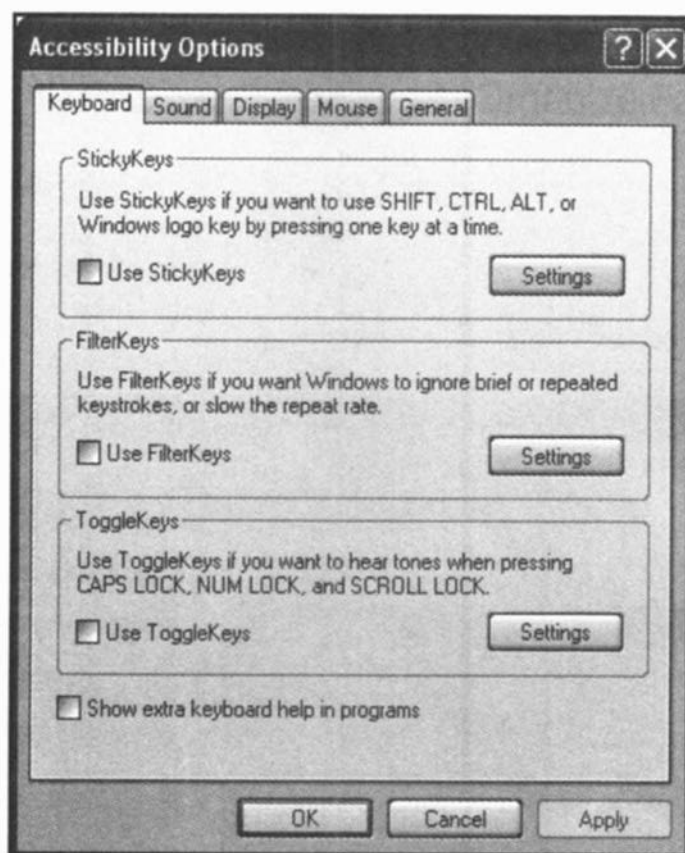 Accessibility Options
Keyboard Sound Display Mouse General
StickyKeys
Use StickyKeys if you want to use SHIFT, CTRL, ALT, or
Windows logo key by pressing one key at a time.
Use StickyKeys Settings
FilterKeys
Use FilterKeys if you want Windows to ignore brief or repeated
keystrokes, or slow the repeat rate.
Use FilterKeys Settings
ToggleKeys
Use ToggleKeys if you want to hear tones when pressing
CAPS LOCK, NUM LOCK, and SCROLL LOCK.
Use ToggleKeys Settings
Show extra keyboard help in programs
OK Cancel Apply